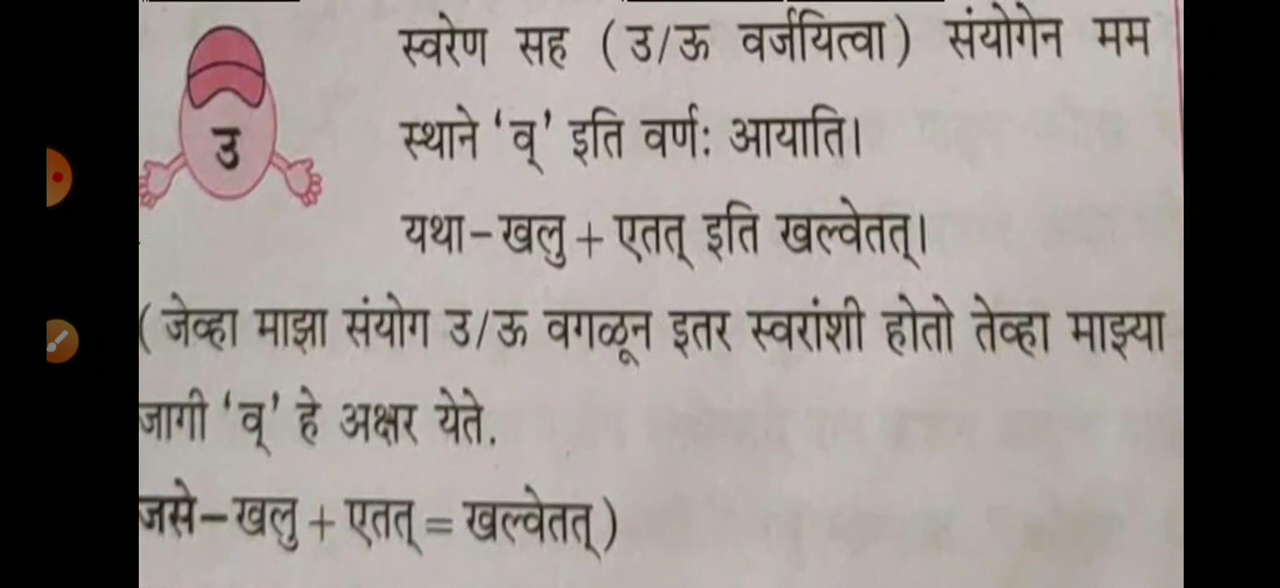 स्वरेण सह ( उ/ऊ वर्जयित्वा ) संयोगेन मम
उ
स्थाने ‘व्’ इति वर्णः आयाति।
यथा-खलु + एतत् इति खल्वेतत्।
( जेव्हा माझा संयोग उ/ऊ वगळून इतर स्वरांशी होतो तेव्हा माझ्या
जागी ‘व्’ हे अक्षर येते.
जसे-खलु + एतत् = खल्वेतत् )